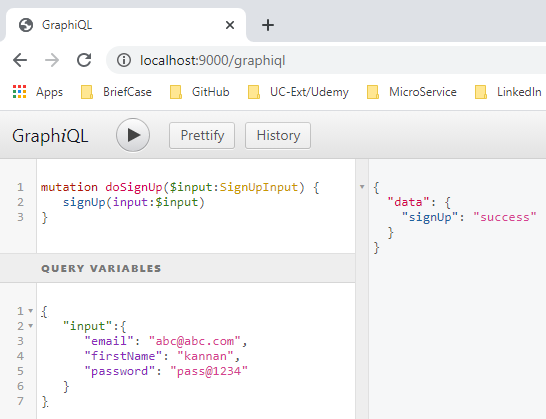 GraphiQL
localhost:9000/graphiql
Apps BriefCase GitHub UC-Ext/Udemy MicroService LinkedIn
GraphiQL Prettify History
1 mutation doSignUp($input:SignUpInput) {
2 signUp(input:$input)
3 }
QUERY VARIABLES
1 {
2 "input":{
3 "email": "abc@abc.com",
4 "firstName": "kannan",
5 "password": "pass@1234"
6 }
7 }
{
"data": {
"signUp": "success"
}
}